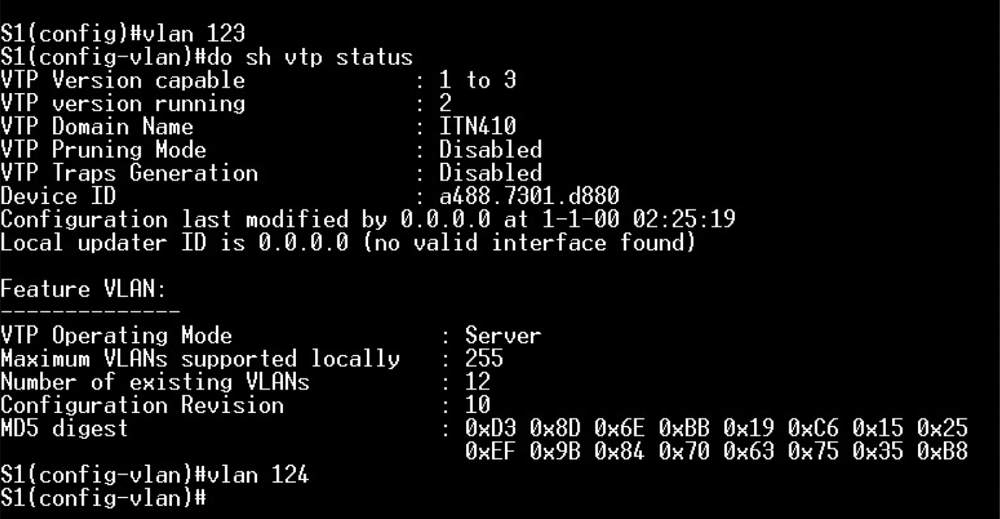 S1(config)#vlan 123
S1(config-vlan)#do sh vtp status
VTP Version capable             : 1 to 3
VTP version running             : 2
VTP Domain Name                 : ITN410
VTP Pruning Mode                : Disabled
VTP Traps Generation            : Disabled
Device ID                       : a488.7301.d880
Configuration last modified by 0.0.0.0 at 1-1-00 02:25:19
Local updater ID is 0.0.0.0 (no valid interface found)

Feature VLAN:
--------------
VTP Operating Mode                : Server
Maximum VLANs supported locally   : 255
Number of existing VLANs          : 12
Configuration Revision            : 10
MD5 digest                        : 0xD3 0x8D 0x6E 0xBB 0x19 0xC6 0x15 0x25
                                    0xEF 0x9B 0x84 0x70 0x63 0x75 0x35 0xB8
S1(config-vlan)#vlan 124
S1(config-vlan)#